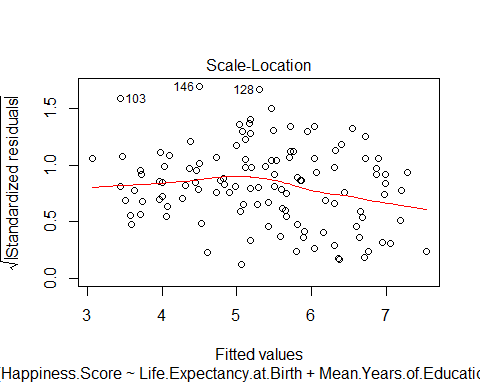 Scale-Location
√|Standardized residuals|
0.0 0.5 1.0 1.5
103
146
128
3 4 5 6 7
Fitted values
(Happiness.Score ~ Life.Expectancy.at.Birth + Mean.Years.of.Educatio